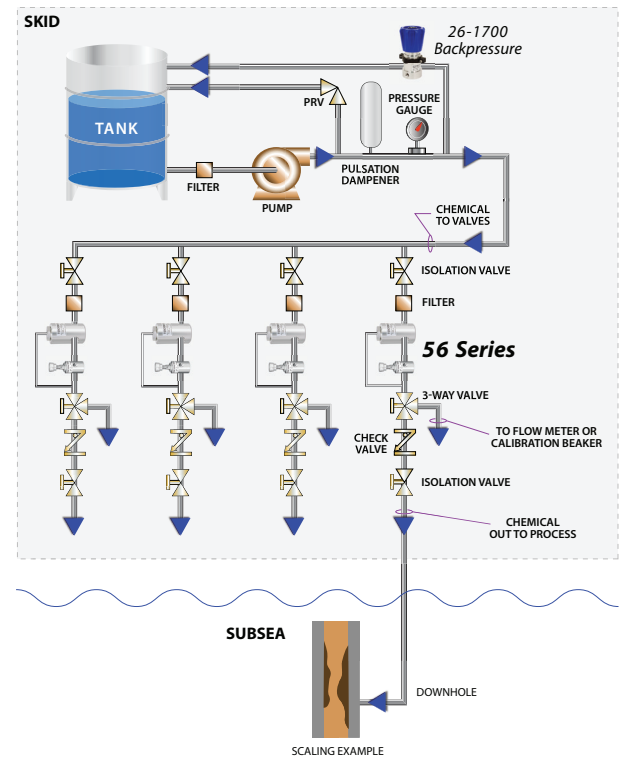 SKID
26-1700
Backpressure
PRV
PRESSURE
GAUGE
TANK
FILTER
PUMP
PULSATION
DAMPENER
CHEMICAL
TO VALVES
ISOLATION VALVE
FILTER
56 Series
3-WAY VALVE
CHECK
VALVE
TO FLOW METER OR
CALIBRATION BEAKER
ISOLATION VALVE
CHEMICAL
OUT TO PROCESS
SUBSEA
DOWNHOLE
SCALING EXAMPLE